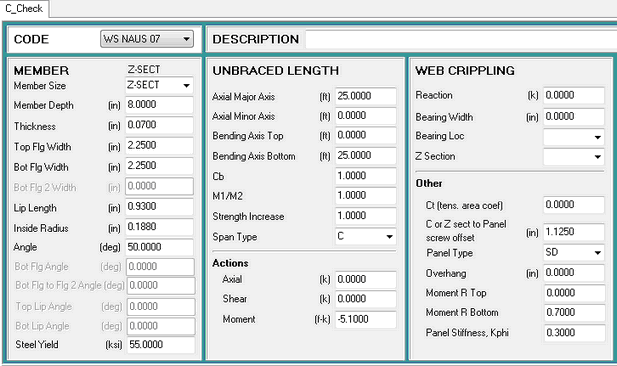 C_Check
CODE WS NAUS 07 DESCRIPTION
MEMBER Z-SECT
Member Size Z-SECT
Member Depth (in) 8.0000
Thickness (in) 0.0700
Top Flg Width (in) 2.2500
Bot Flg Width (in) 2.2500
Bot Flg 2 Width (in) 0.0000
Lip Length (in) 0.9300
Inside Radius (in) 0.1880
Angle (deg) 50.0000
Bot Flg Angle (deg) 0.0000
Bot Flg to Flg 2 Angle (deg) 0.0000
Top Lip Angle (deg) 0.0000
Bot Lip Angle (deg) 0.0000
Steel Yield (ksi) 55.0000
UNBRACED LENGTH
Axial Major Axis (ft) 25.0000
Axial Minor Axis (ft) 0.0000
Bending Axis Top (ft) 0.0000
Bending Axis Bottom (ft) 25.0000
Cb 1.0000
M1/M2 1.0000
Strength Increase 1.0000
Span Type C
Actions
Axial (k) 0.0000
Shear (k) 0.0000
Moment (f-k) -5.1000
WEB CRIPPLING
Reaction (k) 0.0000
Bearing Width (in) 0.0000
Bearing Loc
Z Section
Other
Ct (tens. area coef) 0.0000
C or Z sect to Panel
screw offset (in) 1.1250
Panel Type SD
Overhang (in) 0.0000
Moment R Top 0.0000
Moment R Bottom 0.7000
Panel Stiffness, Kphi 0.3000